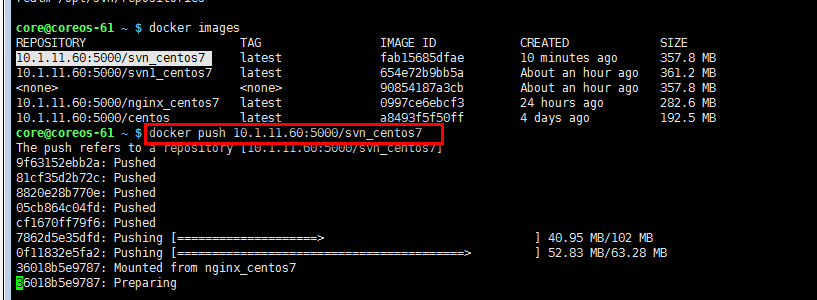 core@coreos-61 ~ $ docker images
REPOSITORY TAG IMAGE ID CREATED SIZE
10.1.11.60:5000/svn_centos7 latest fab15685dfae 10 minutes ago 357.8 MB
10.1.11.60:5000/svn1_centos7 latest 654e72b9bb5a About an hour ago 361.2 MB
<none> <none> 90854187a3cb About an hour ago 357.8 MB
10.1.11.60:5000/nginx_centos7 latest 0997ce6ebcf3 24 hours ago 282.6 MB
10.1.11.60:5000/centos latest a8493f5f50ff 4 days ago 192.5 MB
core@coreos-61 ~ $ docker push 10.1.11.60:5000/svn_centos7
The push refers to a repository [10.1.11.60:5000/svn_centos7]
9f63152ebb2a: Pushed
81cf35d2b72c: Pushed
8820e28b770e: Pushed
05cb864c04fd: Pushed
cf1670ff79f6: Pushed
7862d5e35dfd: Pushing [====================> ] 40.95 MB/102 MB
0f11832e5fa2: Pushing [=========================================> ] 52.83 MB/63.28 MB
36018b5e9787: Mounted from nginx_centos7
36018b5e9787: Preparing